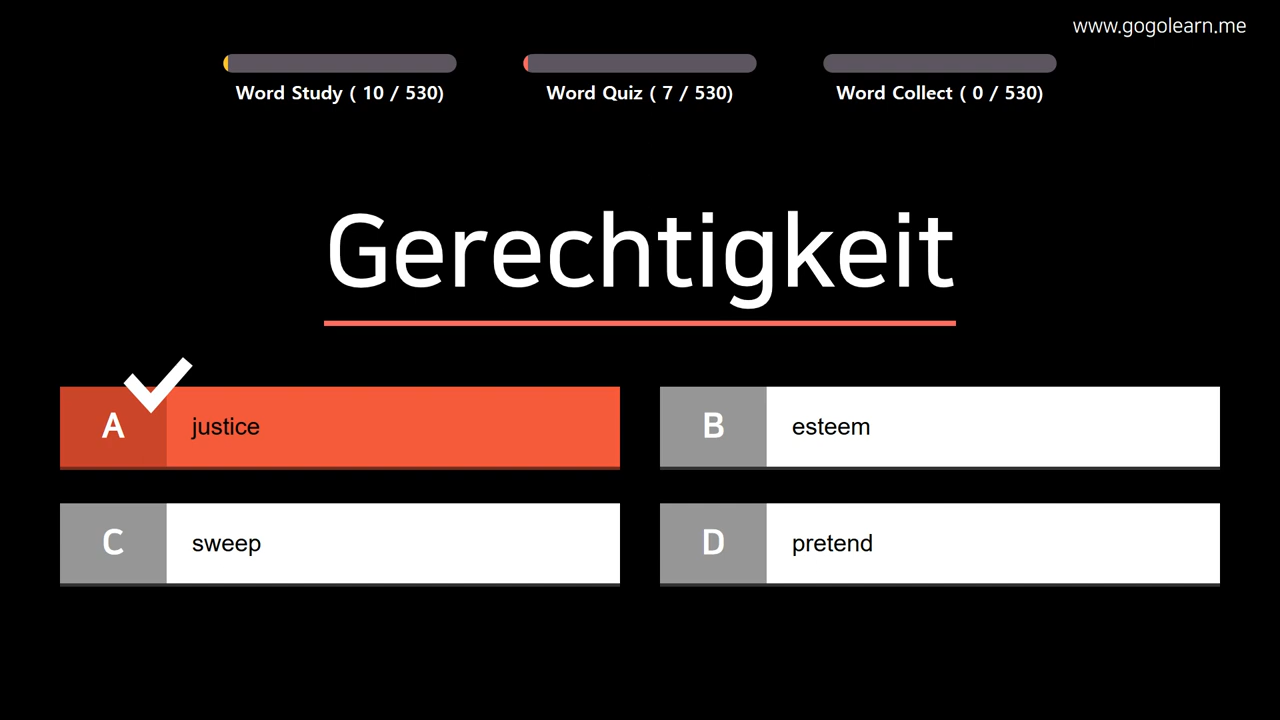 www.gogolearn.me
Word Study ( 10 / 530)
Word Quiz ( 7 / 530)
Word Collect ( 0 / 530)
Gerechtigkeit
A justice
B esteem
C sweep
D pretend